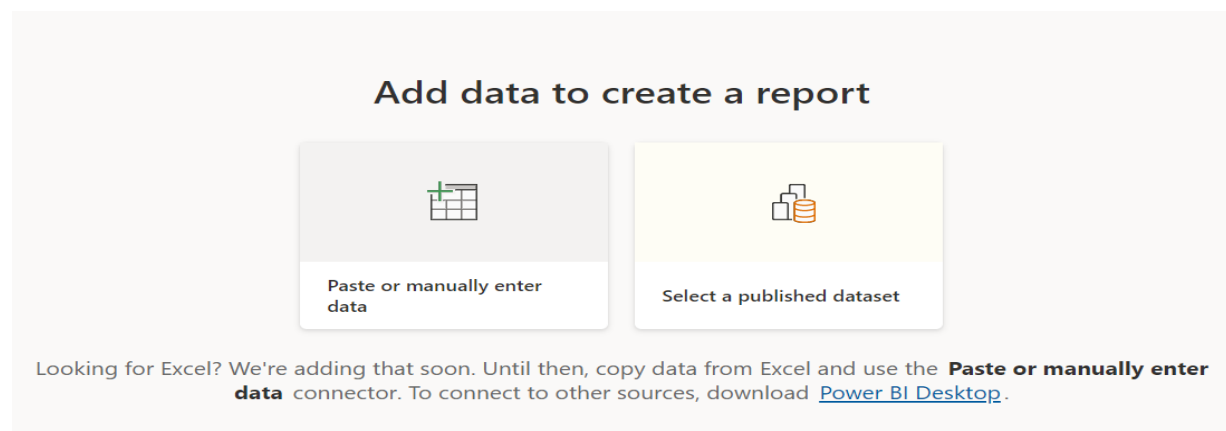 Add data to create a report
Paste or manually enter
data
Select a published dataset
Looking for Excel? We're adding that soon. Until then, copy data from Excel and use the Paste or manually enter
data connector. To connect to other sources, download Power BI Desktop.